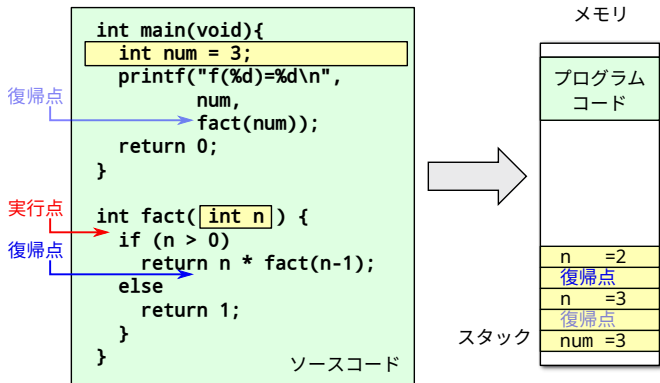 int main(void){
int num = 3;
printf("f(%d)=%d\n",
num,
fact(num));
return 0;
}
int fact( int n ) {
if (n > 0)
return n * fact(n-1);
else
return 1;
}
}
ソースコード
復帰点
実行点
復帰点
メモリ
プログラム
コード
n =2
復帰点
n =3
復帰点
num =3
スタック